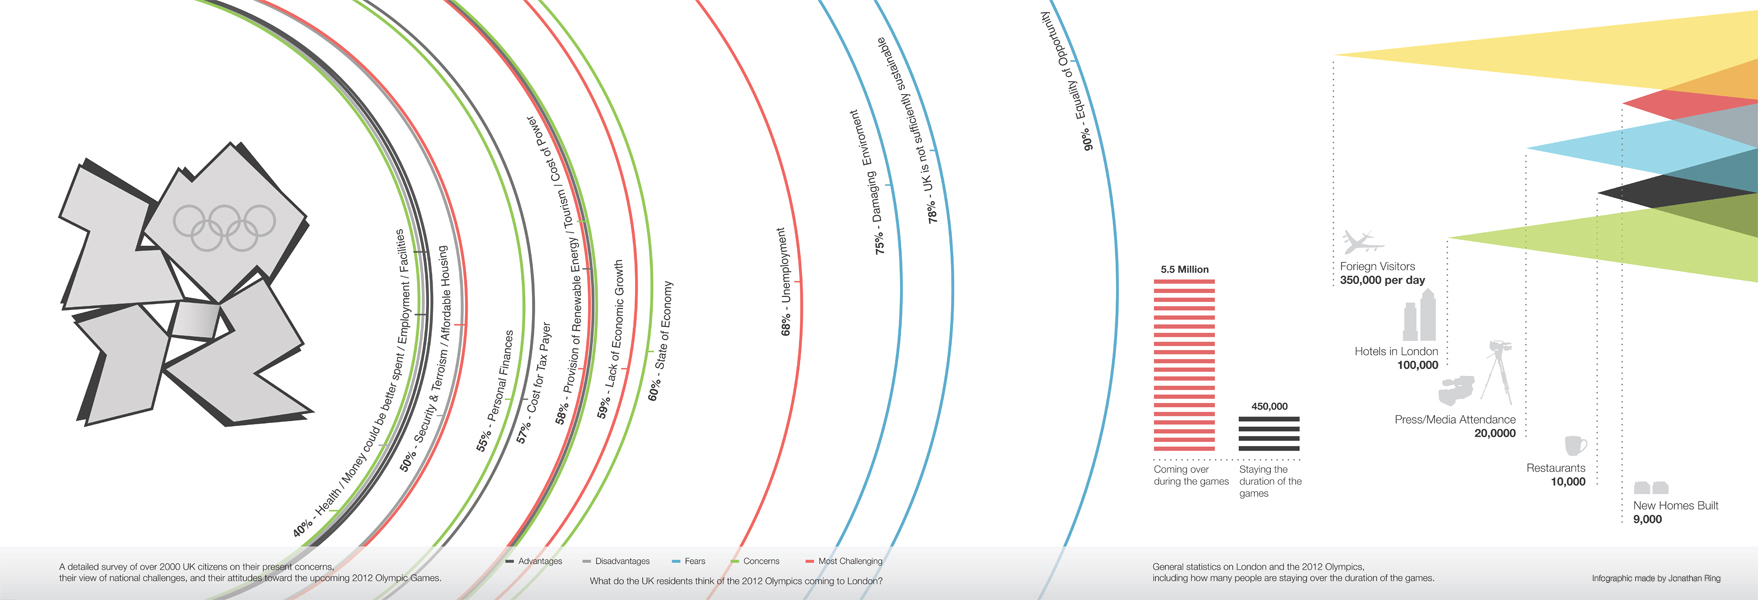 40% - Health / Money could be better spent / Employment / Facilities
50% - Security & Terroism / Affordable Housing
55% - Personal Finances
57% - Cost for Tax Payer
58% - Provision of Renewable Energy / Tourism / Cost of Power
59% - Lack of Economic Growth
60% - State of Economy
68% - Unemployment
75% - Damaging Enviroment
78% - UK is not sufficiently sustainable
90% - Equality of Opportunity
5.5 Million
450,000
Coming over
during the games
Staying the
duration of the
games
Foriegn Visitors
350,000 per day
Hotels in London
100,000
Press/Media Attendance
20,0000
Restaurants
10,000
New Homes Built
9,000
A detailed survey of over 2000 UK citizens on their present concerns,
their view of national challenges, and their attitudes toward the upcoming 2012 Olympic Games.
Advantages
Disadvantages
Fears
Concerns
Most Challenging
What do the UK residents think of the 2012 Olympics coming to London?
General statistics on London and the 2012 Olympics,
including how many people are staying over the duration of the games.
Infographic made by Jonathan Ring